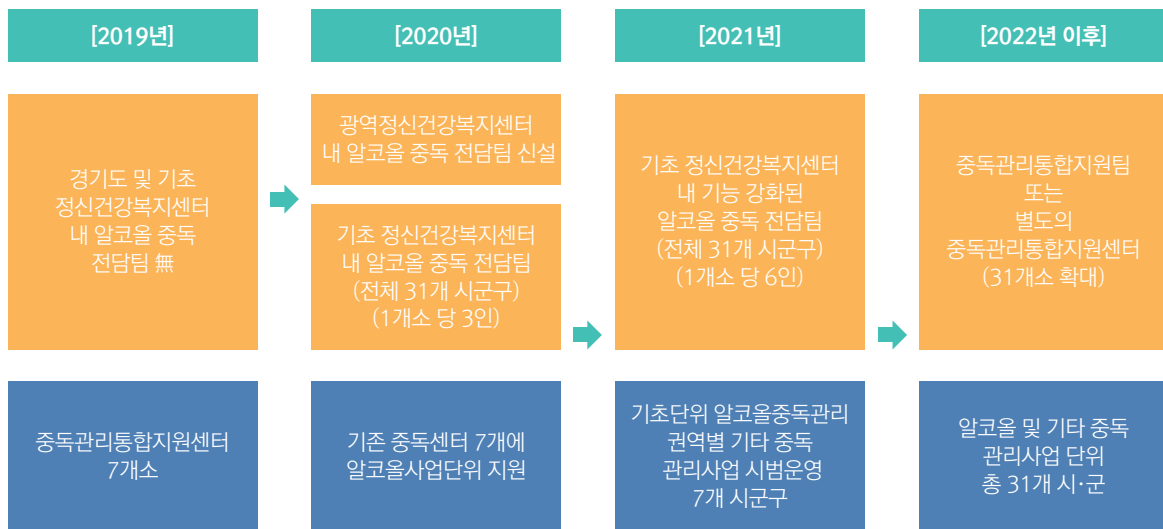 [2019년]
[2020년]
[2021년]
[2022년 이후]
경기도 및 기초
정신건강복지센터
내 알코올 중독
전담팀 無
광역정신건강복지센터
내 알코올 중독 전담팀 신설
기초 정신건강복지센터
내 알코올 중독 전담팀
(전체 31개 시군구)
(1개소 당 3인)
기초 정신건강복지센터
내 기능 강화된
알코올 중독 전담팀
(전체 31개 시군구)
(1개소 당 6인)
중독관리통합지원팀
또는
별도의
중독관리통합지원센터
(31개소 확대)
중독관리통합지원센터
7개소
기존 중독센터 7개에
알코올사업단위 지원
기초단위 알코올중독관리
권역별 기타 중독
관리사업 시범운영
7개 시군구
알코올 및 기타 중독
관리사업 단위
총 31개 시·군